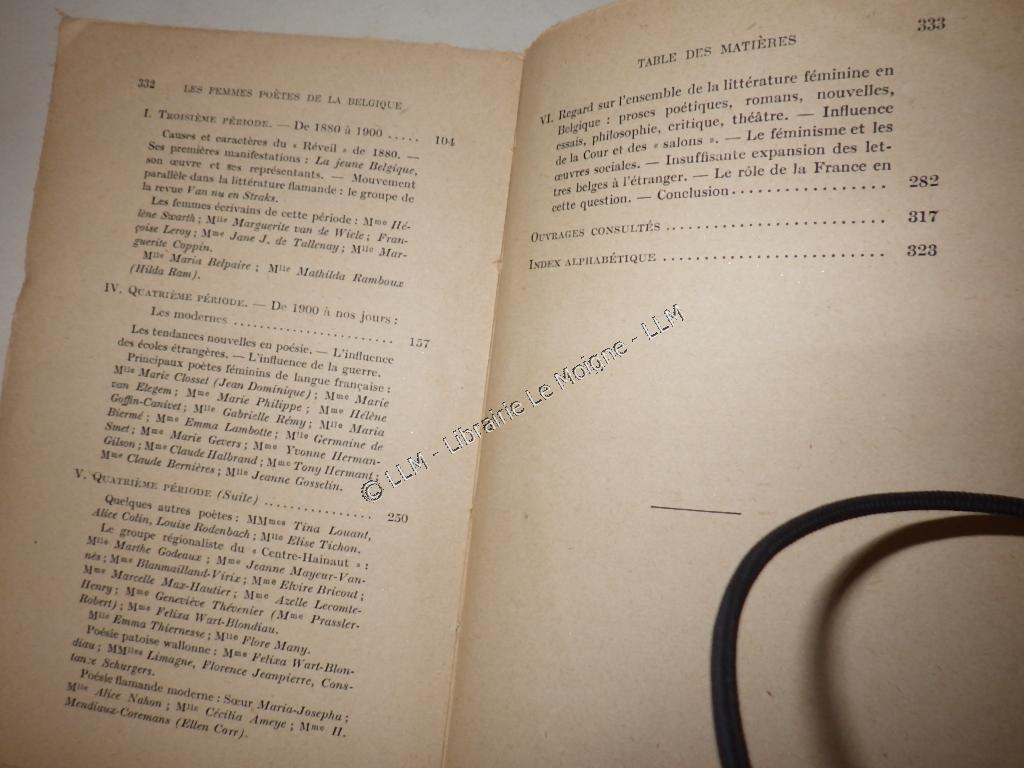 332 LES FEMMES POÈTES DE LA BELGIQUE
I. TROISIÈME PÉRIODE. — De 1880 à 1900 ..... 104
Causes et caractères du « Réveil » de 1880. —
Ses premières manifestations : La jeune Belgique,
son œuvre et ses représentants. — Mouvement
parallèle dans la littérature flamande : le groupe de
la revue Van nu en Straks.
Les femmes écrivains de cette période : Mme Hé-
lène Swarth ; Mlle Marguerite van de Wiele ; Fran-
çoise Leroy ; Mme Jane J. de Tallenay ; Mlle Mar-
guerite Coppin.
Mlle Maria Belpaire ; Mlle Mathilda Ramboux
(Hilda Ram).
IV. QUATRIÈME PÉRIODE. — De 1900 à nos jours :
Les modernes ........................ 157
Les tendances nouvelles en poésie. — L'influence
des écoles étrangères. — L'influence de la guerre.
Principaux poètes féminins de langue française :
Mlle Marie Closset (Jean Dominique) ; Mme Marie
van Elegem ; Mme Marie Philippe ; Mme Hélène
Goffin-Canivet ; Mlle Gabrielle Rémy ; Mlle Maria
Biermé ; Mme Emma Lambotte ; Mlle Germaine de
Smet ; Mme Marie Gevers ; Mme Yvonne Herman-
Gilson ; Mme Claude Halbrand ; Mme Tony Hermant ;
Mme Claude Bernières ; Mlle Jeanne Gosselin.
V. QUATRIÈME PÉRIODE (Suite) ................ 250
Quelques autres poètes : MMmes Tina Louant,
Alice Colin, Louise Rodenbach ; Mlle Elise Tichon.
Le groupe régionaliste du « Centre-Hainaut » :
Mlle Marthe Godeaux ; Mme Jeanne Mayeur-Van-
nès ; Mme Blanmailland-Virix ; Mme Elvire Bricoul ;
Mme Marcelle Max-Hautier ; Mme Azelle Lecomte-
Henry ; Mme Geneviève Thévenier (Mme Prassler-
Robert) ; Mme Felixa Wart-Blondiau.
Mlle Emma Thiernesse ; Mlle Flore Many.
Poésie patoise wallonne : Mme Felixa Wart-Blon-
diau ; MMlles Limagne, Florence Jeanpierre, Cons-
tance Schurgers.
Poésie flamande moderne : Sœur Maria-Josepha ;
Mlle Alice Nahon ; Mlle Cécilia Ameye ; Mme H.
Mendiaux-Coremans (Ellen Corr).
TABLE DES MATIÈRES 333
VI. Regard sur l'ensemble de la littérature féminine en
Belgique : proses poétiques, romans, nouvelles,
essais, philosophie, critique, théâtre. — Influence
de la Cour et des « salons ». — Le féminisme et les
œuvres sociales. — Insuffisante expansion des let-
tres belges à l'étranger. — Le rôle de la France en
cette question. — Conclusion ................. 282
OUVRAGES CONSULTÉS ........................ 317
INDEX ALPHABÉTIQUE ........................ 323
© LLM - Librairie Le Moigne - LLM